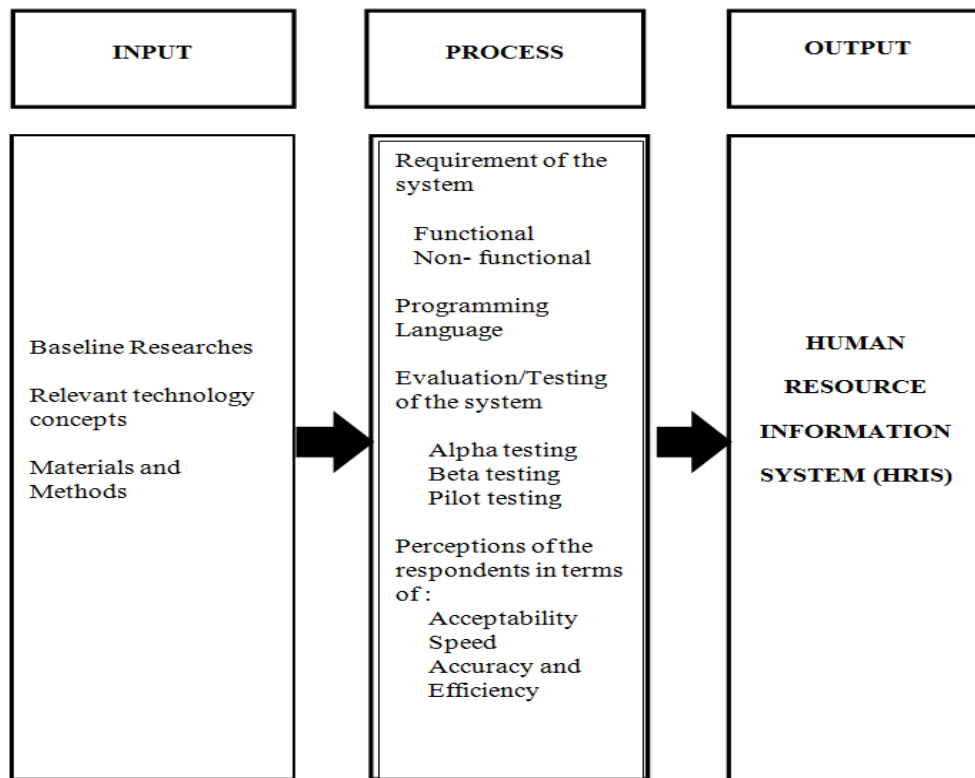 INPUT
PROCESS
OUTPUT
Baseline Researches
Relevant technology
concepts
Materials and
Methods
Requirement of the
system
Functional
Non- functional
Programming
Language
Evaluation/Testing
of the system
Alpha testing
Beta testing
Pilot testing
Perceptions of the
respondents in terms
of :
Acceptability
Speed
Accuracy and
Efficiency
HUMAN
RESOURCE
INFORMATION
SYSTEM (HRIS)